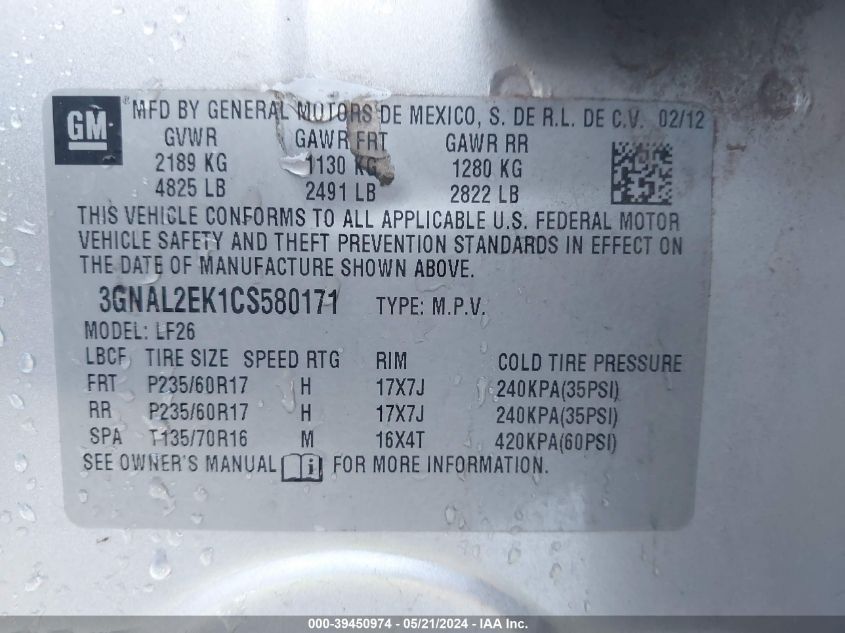 GM ® MFD BY GENERAL MOTORS DE MEXICO, S. DE R.L. DE C.V. 02/12
GVWR GAWR FRT GAWR RR
2189 KG 1130 KG 1280 KG
4825 LB 2491 LB 2822 LB
THIS VEHICLE CONFORMS TO ALL APPLICABLE U.S. FEDERAL MOTOR
VEHICLE SAFETY AND THEFT PREVENTION STANDARDS IN EFFECT ON
THE DATE OF MANUFACTURE SHOWN ABOVE.
3GNAL2EK1CS580171 TYPE: M.P.V.
MODEL: LF26
LBCF TIRE SIZE SPEED RTG RIM COLD TIRE PRESSURE
FRT P235/60R17 H 17X7J 240KPA(35PSI)
RR P235/60R17 H 17X7J 240KPA(35PSI)
SPA T135/70R16 M 16X4T 420KPA(60PSI)
SEE OWNER'S MANUAL i FOR MORE INFORMATION.
000-39450974 / 05/21/2024 - IAA Inc.